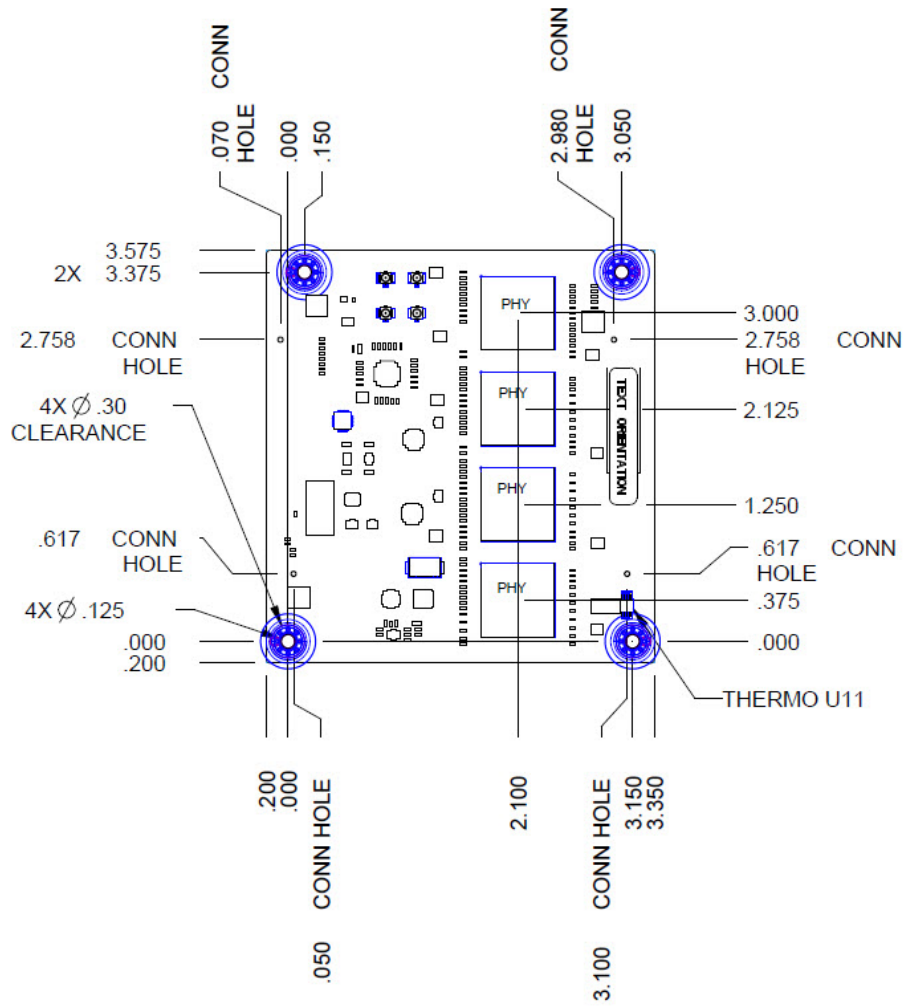 CONN
.070
HOLE
.000
.150
CONN
2.980
HOLE
3.050
3.575
2X 3.375
2.758 CONN
HOLE
4X Ø .30
CLEARANCE
.617 CONN
HOLE
4X Ø .125
.000
.200
PHY
PHY
PHY
PHY
TEXT ORIENTATION
3.000
2.758 CONN
HOLE
2.125
1.250
.617 CONN
HOLE
.375
.000
THERMO U11
.200
.000
.050 CONN HOLE
2.100
3.100 CONN HOLE
3.150
3.350